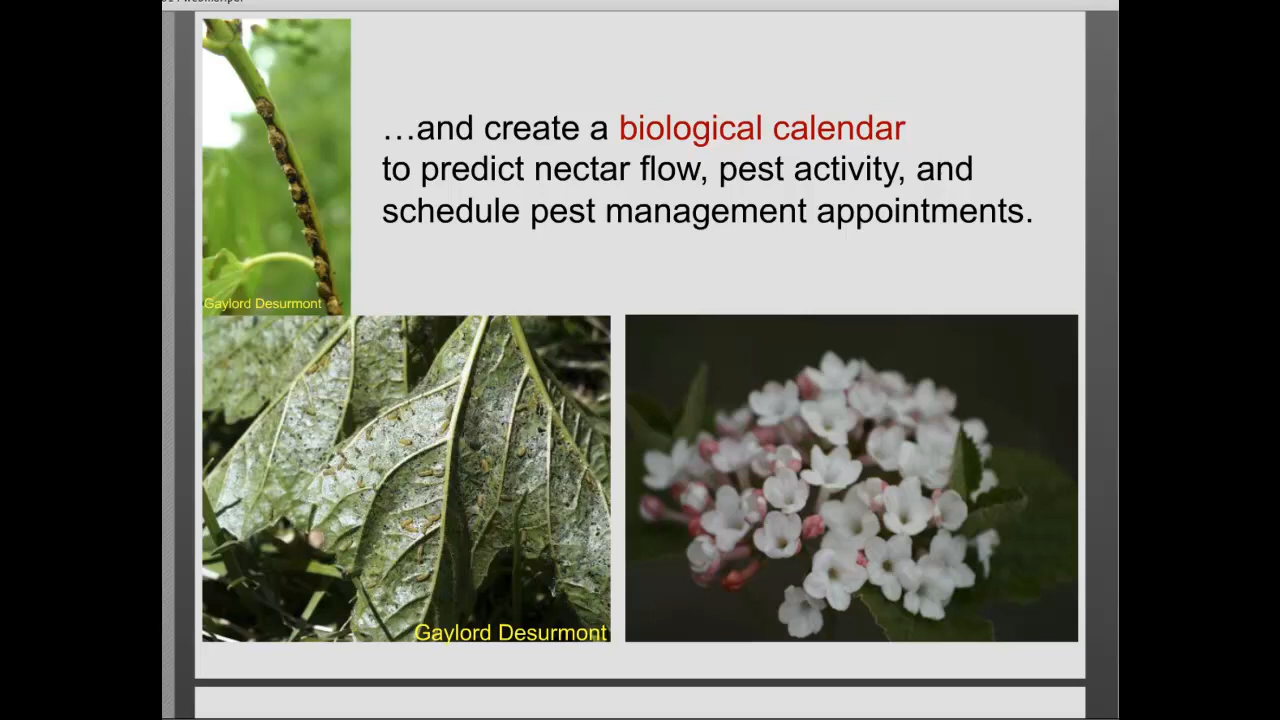 …and create a biological calendar
to predict nectar flow, pest activity, and
schedule pest management appointments.
Gaylord Desurmont
Gaylord Desurmont